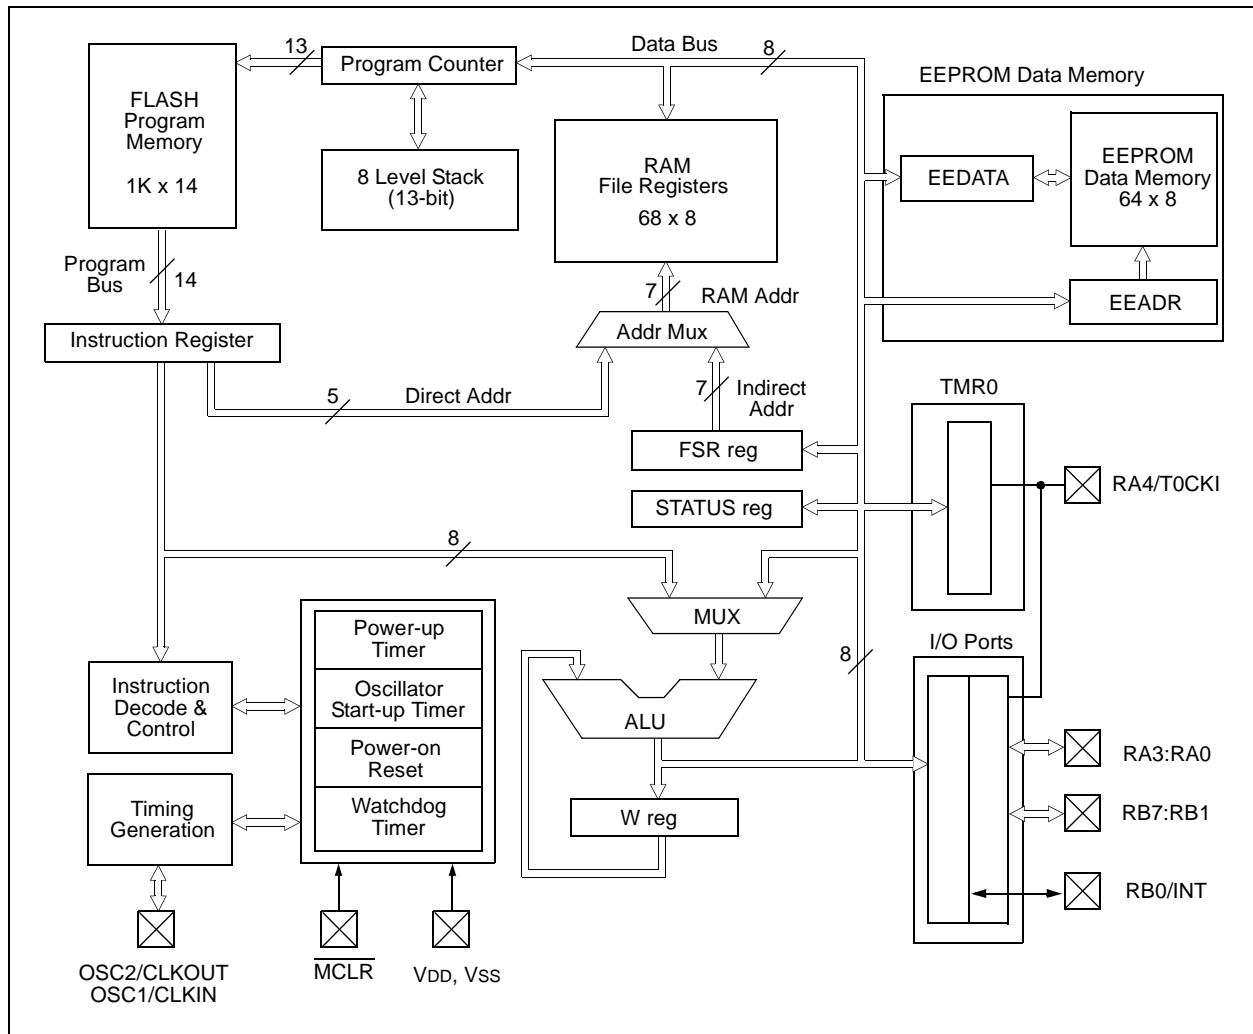 13
Program Counter
Data Bus
8
EEPROM Data Memory
FLASH
Program
Memory
1K x 14
8 Level Stack
(13-bit)
RAM
File Registers
68 x 8
EEDATA
EEPROM
Data Memory
64 x 8
EEADR
Program
Bus
14
7
RAM Addr
Instruction Register
Addr Mux
5
Direct Addr
7
Indirect
Addr
TMR0
FSR reg
STATUS reg
RA4/T0CKI
8
MUX
8
I/O Ports
Power-up
Timer
Oscillator
Start-up Timer
Power-on
Reset
Watchdog
Timer
Instruction
Decode &
Control
ALU
W reg
Timing
Generation
RA3:RA0
RB7:RB1
RB0/INT
OSC2/CLKOUT
OSC1/CLKIN
MCLR
VDD, VSS